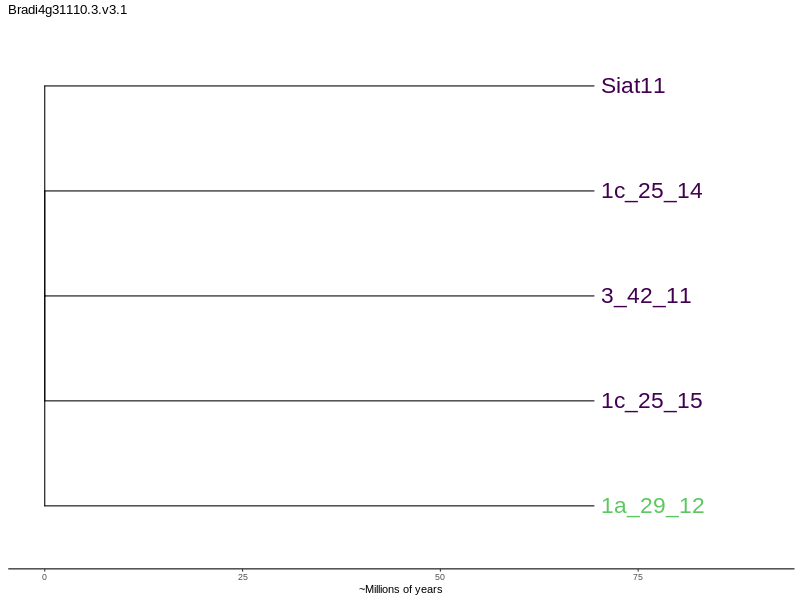 Bradi4g31110.3.v3.1
Siat11
1c_25_14
3_42_11
1c_25_15
1a_29_12
0 25 50 75
~Millions of years